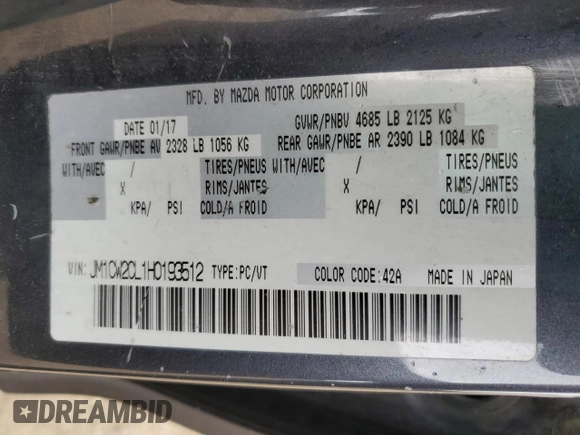 MFD. BY MAZDA MOTOR CORPORATION
DATE 01/17 GVWR/PNBV 4685 LB 2125 KG
FRONT GAWR/PNBE AV 2328 LB 1056 KG REAR GAWR/PNBE AR 2390 LB 1084 KG
WITH/AVEC / TIRES/PNEUS WITH/AVEC / TIRES/PNEUS
X RIMS/JANTES X RIMS/JANTES
KPA/ PSI COLD/A FROID KPA/ PSI COLD/A FROID
VIN: JM1CW2CL1H0193512 TYPE:PC/VT COLOR CODE:42A MADE IN JAPAN
DREAMBID